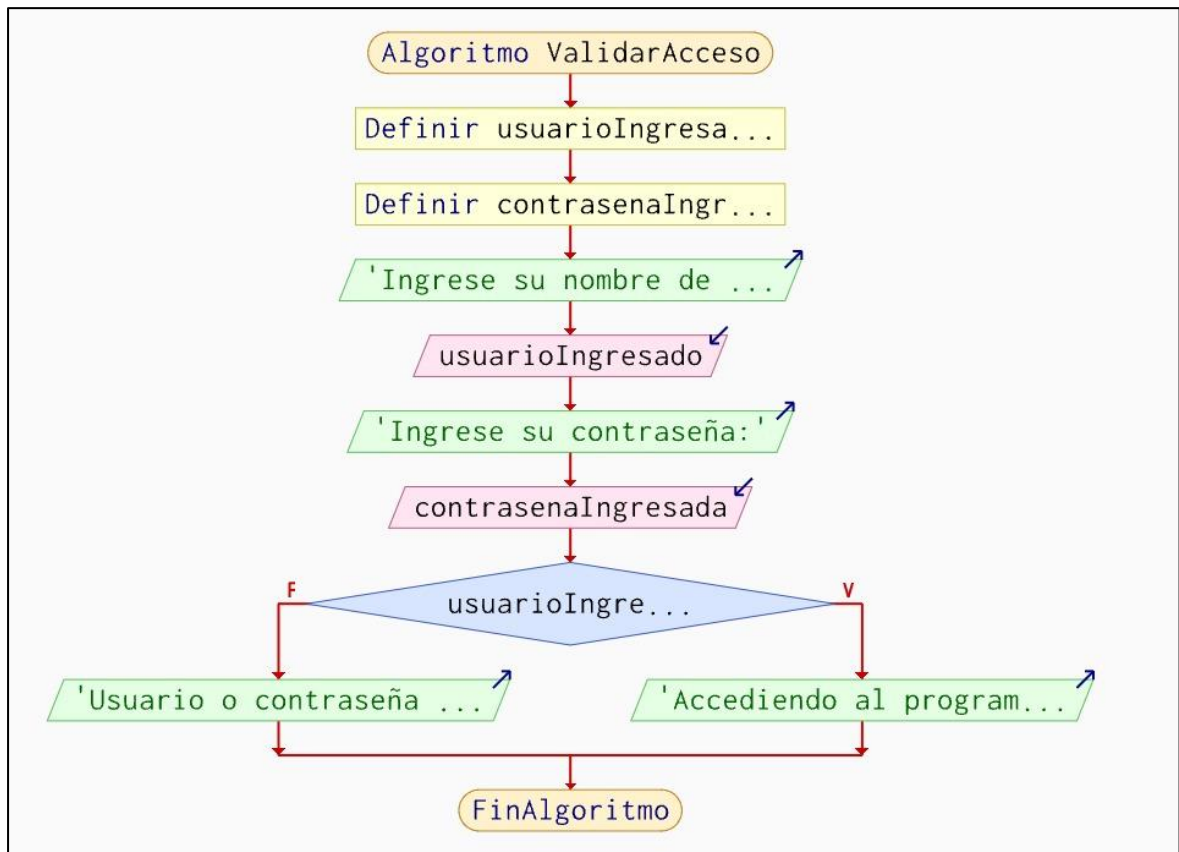 Algoritmo ValidarAcceso
Definir usuarioIngresa...
Definir contrasenaIngr...
'Ingrese su nombre de ...
usuarioIngresado
'Ingrese su contraseña:'
contrasenaIngresada
F
V
usuarioIngre...
'Usuario o contraseña ...
'Accediendo al program...
FinAlgoritmo